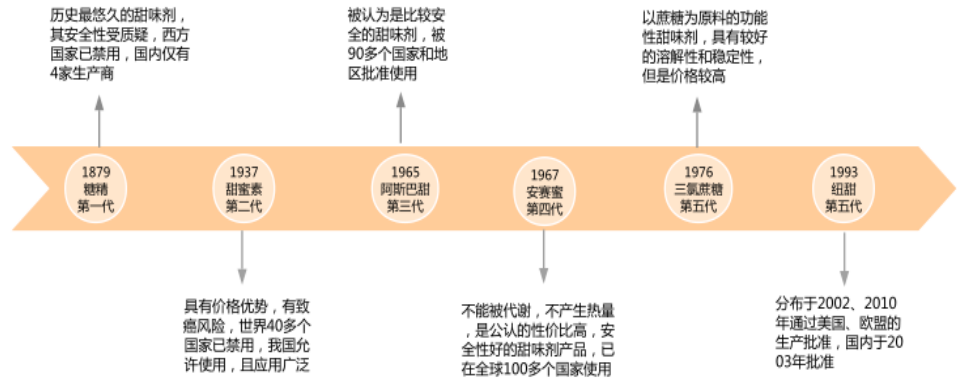 历史最悠久的甜味剂，
其安全性受质疑，西方
国家已禁用，国内仅有
4家生产商
被认为是比较安
全的甜味剂，被
90多个国家和地
区批准使用
以蔗糖为原料的功能
性甜味剂，具有较好
的溶解性和稳定性，
但是价格较高
1879
糖精
第一代
1937
甜蜜素
第二代
1965
阿斯巴甜
第三代
1967
安赛蜜
第四代
1976
三氯蔗糖
第五代
1993
纽甜
第五代
具有价格优势，有致
癌风险，世界40多个
国家已禁用，我国允
许使用，且应用广泛
不能被代谢，不产生热量
，是公认的性价比高，安
全性好的甜味剂产品，已
在全球100多个国家使用
分布于2002、2010
年通过美国、欧盟的
生产批准，国内于20
03年批准